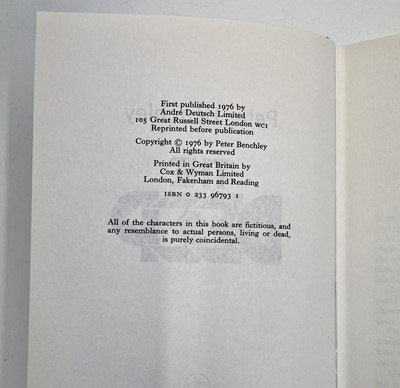 First published 1976 by
André Deutsch Limited
105 Great Russell Street London WC1
Reprinted before publication
Copyright © 1976 by Peter Benchley
All rights reserved
Printed in Great Britain by
Cox & Wyman Limited
London, Fakenham and Reading
ISBN 0 233 96793 1
All of the characters in this book are fictitious, and
any resemblance to actual persons, living or dead,
is purely coincidental.